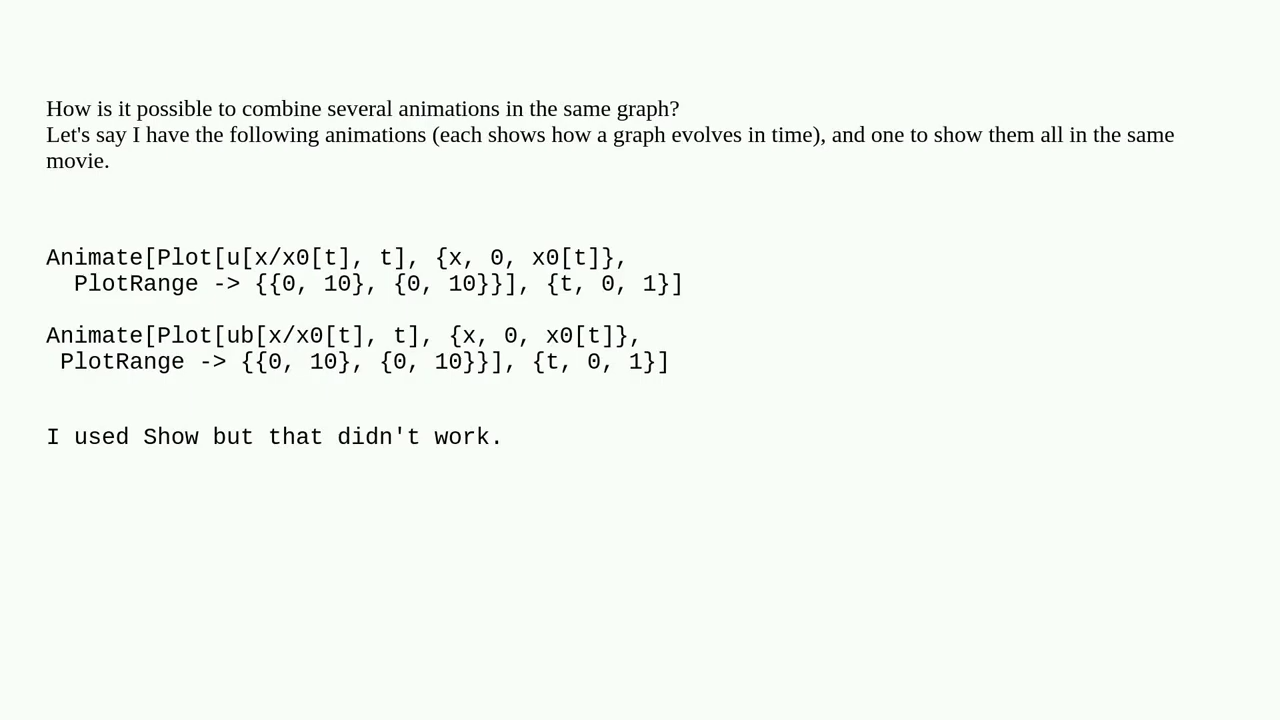 How is it possible to combine several animations in the same graph?
Let's say I have the following animations (each shows how a graph evolves in time), and one to show them all in the same
movie.
Animate[Plot[u[x/x0[t], t], {x, 0, x0[t]},
  PlotRange -> {{0, 10}, {0, 10}}], {t, 0, 1}]
Animate[Plot[ub[x/x0[t], t], {x, 0, x0[t]},
 PlotRange -> {{0, 10}, {0, 10}}], {t, 0, 1}]
I used Show but that didn't work.